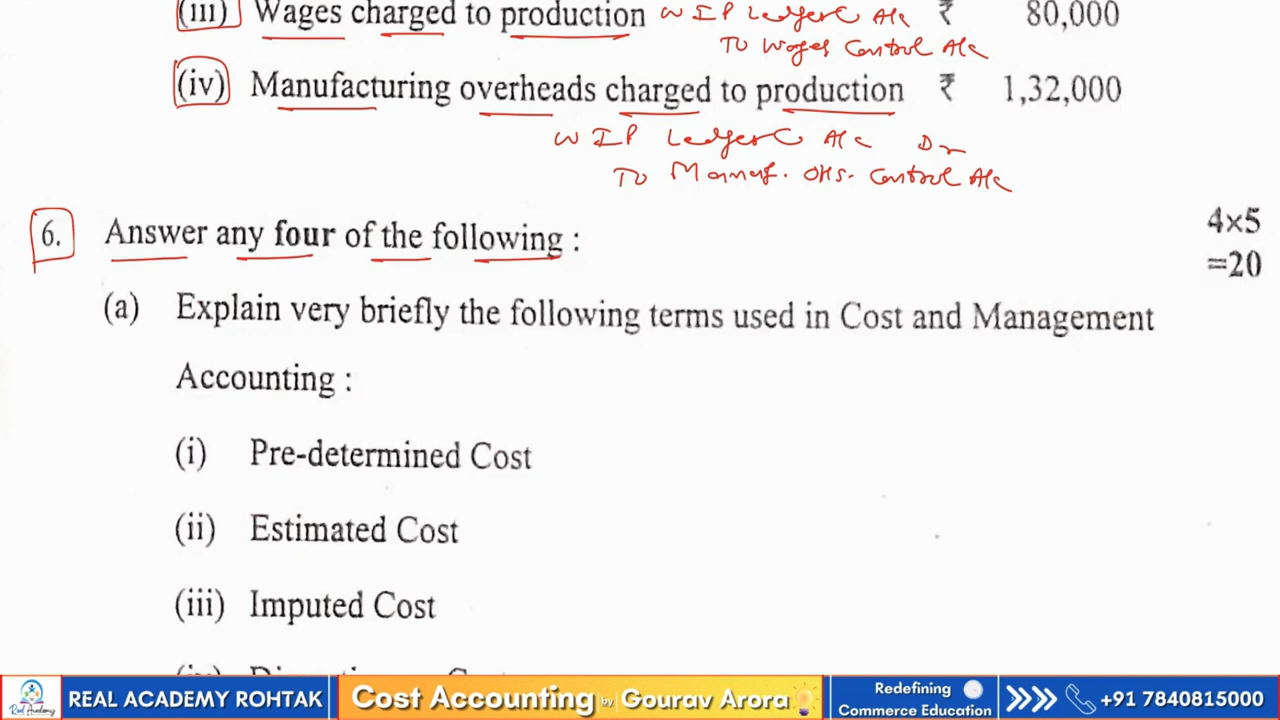 (iii) Wages charged to production WIP Ledger C A/c ₹ 80,000
To Wages Control A/c
(iv) Manufacturing overheads charged to production ₹ 1,32,000
WIP Ledger C A/c Dr
To Manuf. OHS. Control A/c
6. Answer any four of the following : 4×5
=20
(a) Explain very briefly the following terms used in Cost and Management
Accounting :
(i) Pre-determined Cost
(ii) Estimated Cost
(iii) Imputed Cost
Real Academy
REAL ACADEMY ROHTAK
Cost Accounting by Gourav Arora
Redefining
Commerce Education
+91 7840815000